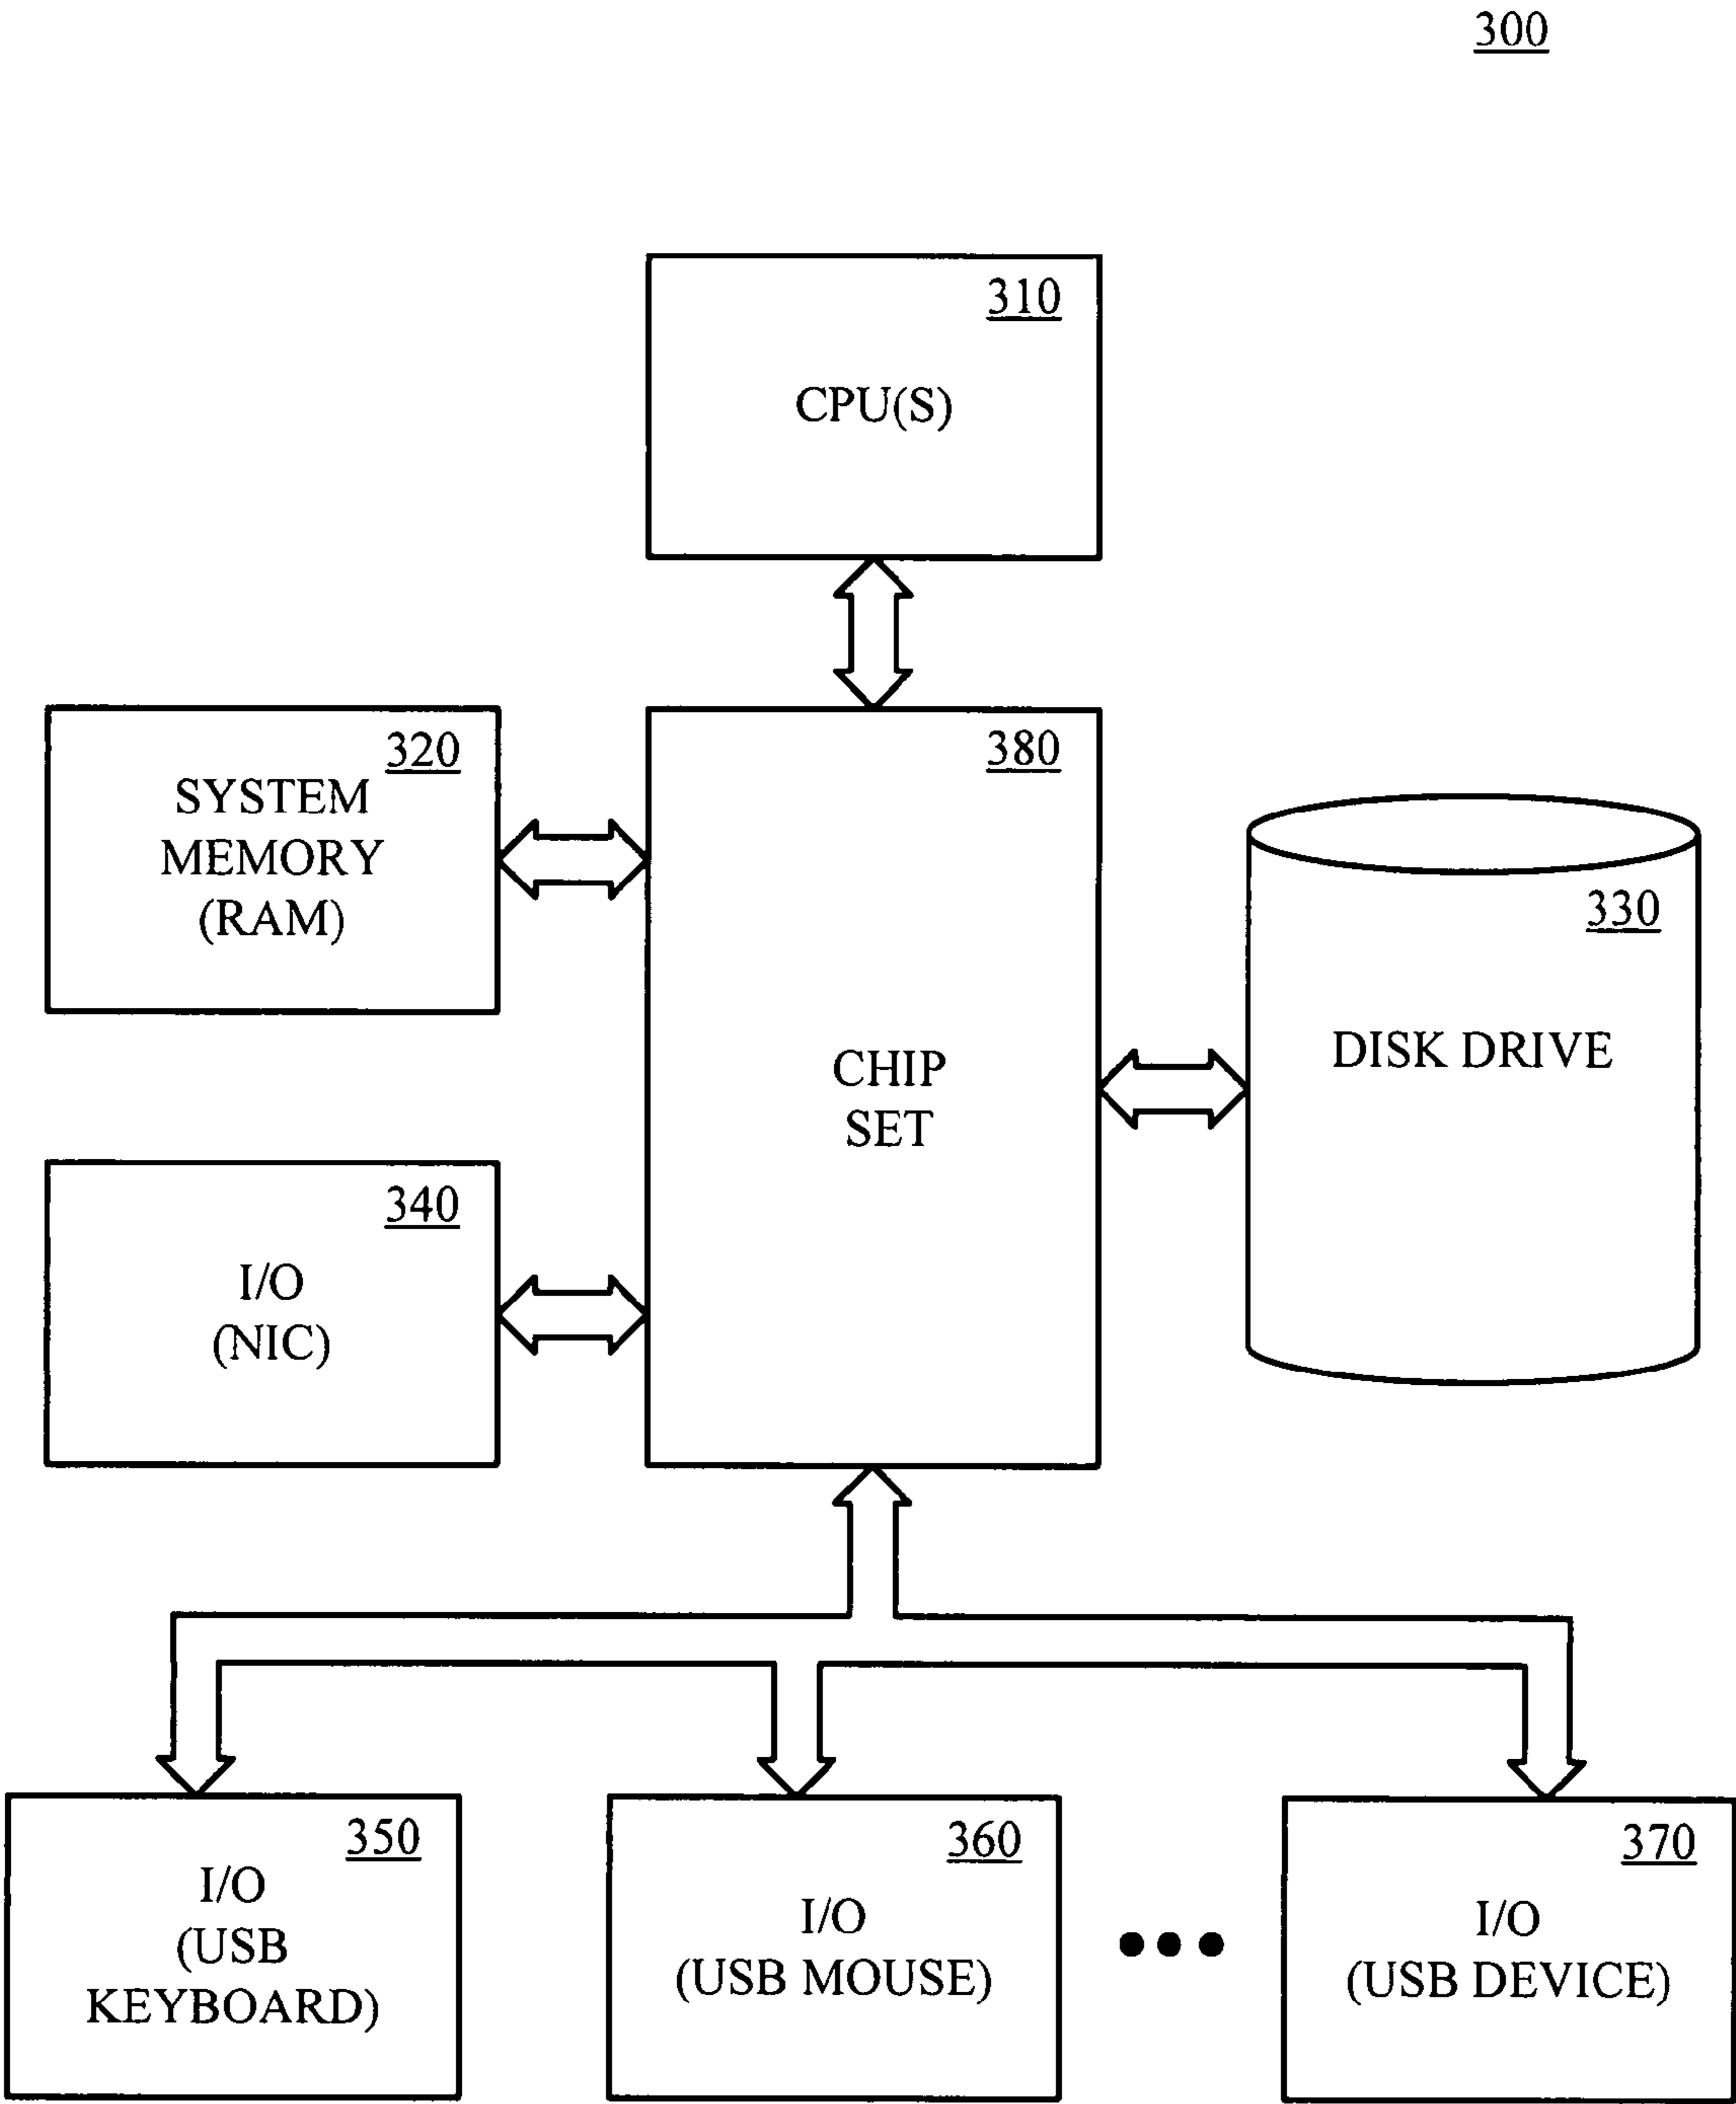 300
310
CPU(S)
320
SYSTEM
MEMORY
(RAM)
380
CHIP
SET
330
DISK DRIVE
340
I/O
(NIC)
350
I/O
(USB
KEYBOARD)
360
I/O
(USB MOUSE)
370
I/O
(USB DEVICE)